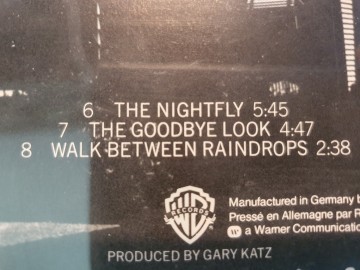 6 THE NIGHTFLY 5:45
7 THE GOODBYE LOOK 4:47
8 WALK BETWEEN RAINDROPS 2:38
WB
RECORDS
Manufactured in Germany b
Pressé en Allemagne par R
a Warner Communicatio
PRODUCED BY GARY KATZ